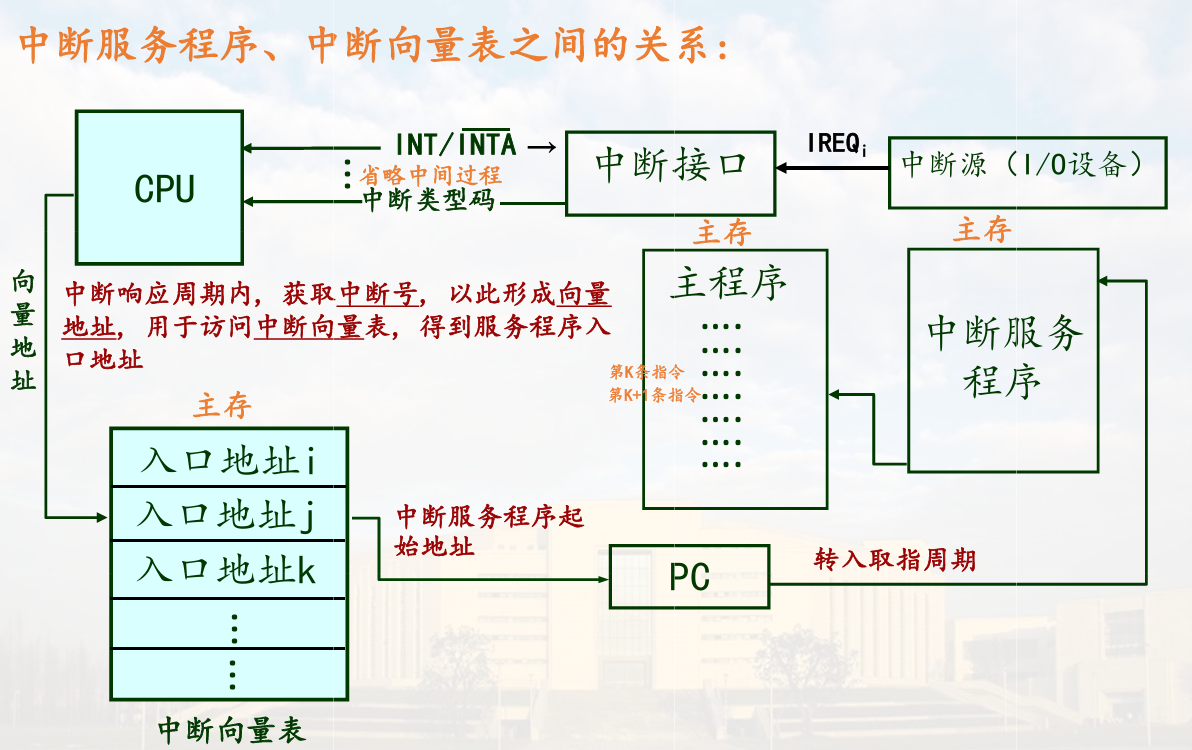 中断服务程序、中断向量表之间的关系：
CPU
INT/I̅N̅T̅A̅ →
省略中间过程
中断类型码
中断接口
IREQi
中断源（I/O设备）
主存
主存
向量地址
中断响应周期内，获取中断号，以此形成向量
地址，用于访问中断向量表，得到服务程序入
口地址
主程序
第K条指令
第K+1条指令
中断服务
程序
主存
入口地址i
入口地址j
入口地址k
中断向量表
中断服务程序起
始地址
PC
转入取指周期